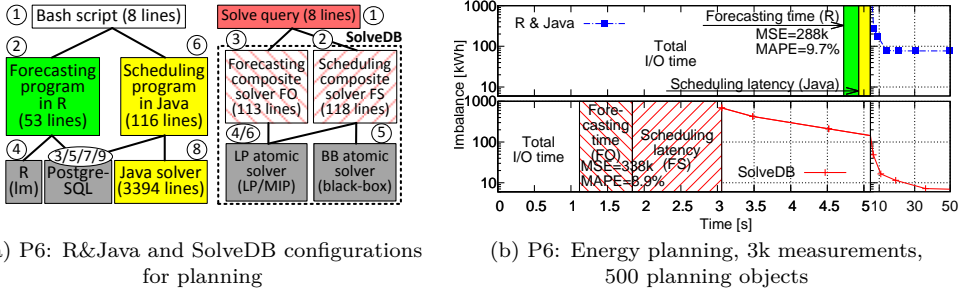 1
Bash script (8 lines)
2
6
Forecasting
program
in R
(53 lines)
Scheduling
program
in Java
(116 lines)
4
3/5/7/9
8
R
(lm)
Postgre-
SQL
Java solver
(3394 lines)
Solve query (8 lines)
1
SolveDB
3
2
Forecasting
composite
solver FO
(113 lines)
Scheduling
composite
solver FS
(118 lines)
4/6
5
LP atomic
solver
(LP/MIP)
BB atomic
solver
(black-box)
) P6: R&Java and SolveDB configurations
for planning
Imbalance [kWh]
1000
100
10
R & Java
Total
I/O time
Forecasting time (R)
MSE=288k
MAPE=9.7%
Scheduling latency (Java)
1000
100
10
Total
I/O time
Fore-
casting
time
(FO)
MSE=338k
MAPE=8.9%
Scheduling
latency
(FS)
SolveDB
0 0.5 1 1.5 2 2.5 3 3.5 4 4.5 5 10 30 50
Time [s]
(b) P6: Energy planning, 3k measurements,
500 planning objects